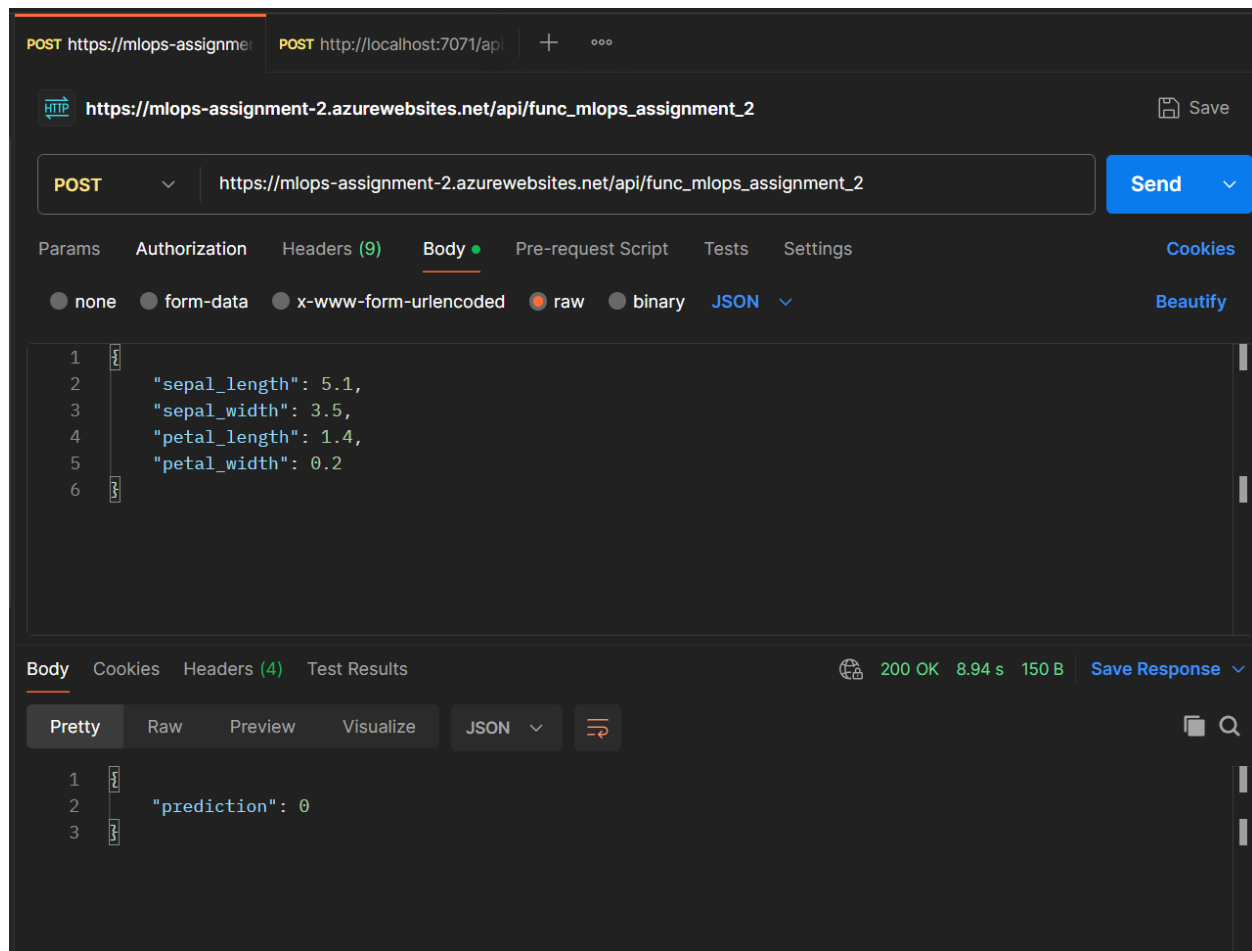 POST https://mlops-assignmer POST http://localhost:7071/api
HTTP https://mlops-assignment-2.azurewebsites.net/api/func_mlops_assignment_2 Save
POST https://mlops-assignment-2.azurewebsites.net/api/func_mlops_assignment_2 Send
Params Authorization Headers (9) Body Pre-request Script Tests Settings Cookies
none form-data x-www-form-urlencoded raw binary JSON Beautify
1 {
2 "sepal_length": 5.1,
3 "sepal_width": 3.5,
4 "petal_length": 1.4,
5 "petal_width": 0.2
6 }
Body Cookies Headers (4) Test Results 200 OK 8.94 s 150 B Save Response
Pretty Raw Preview Visualize JSON
1 {
2 "prediction": 0
3 }